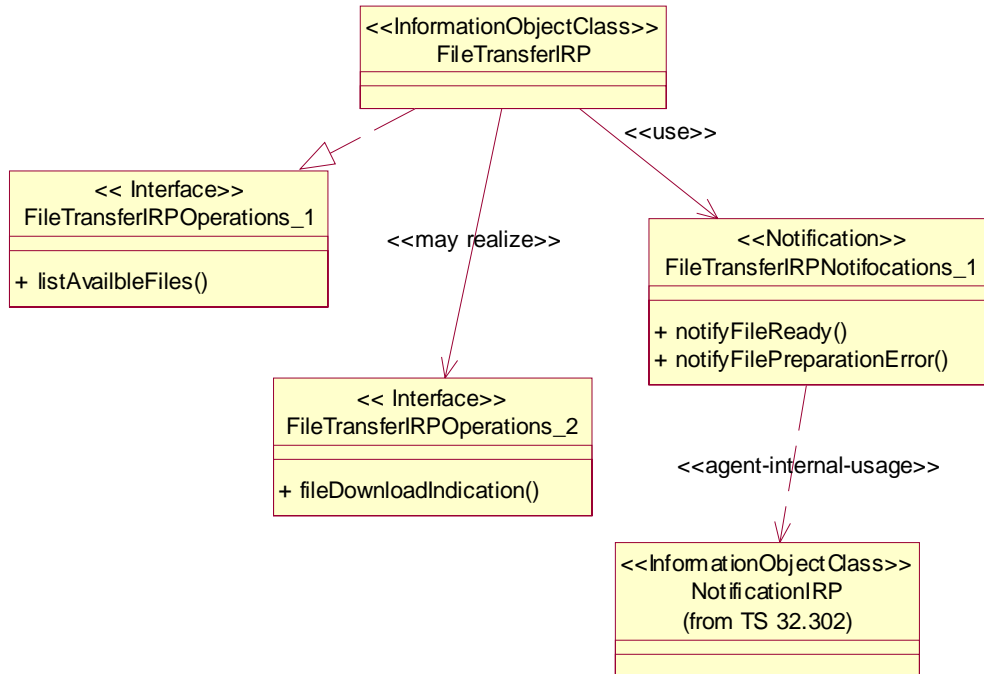 <<InformationObjectClass>>
FileTransferIRP
<<use>>
<< Interface>>
FileTransferIRPOperations_1
+ listAvailbleFiles()
<<may realize>>
<<Notification>>
FileTransferIRPNotifocations_1
+ notifyFileReady()
+ notifyFilePreparationError()
<< Interface>>
FileTransferIRPOperations_2
+ fileDownloadIndication()
<<agent-internal-usage>>
<<InformationObjectClass>>
NotificationIRP
(from TS 32.302)